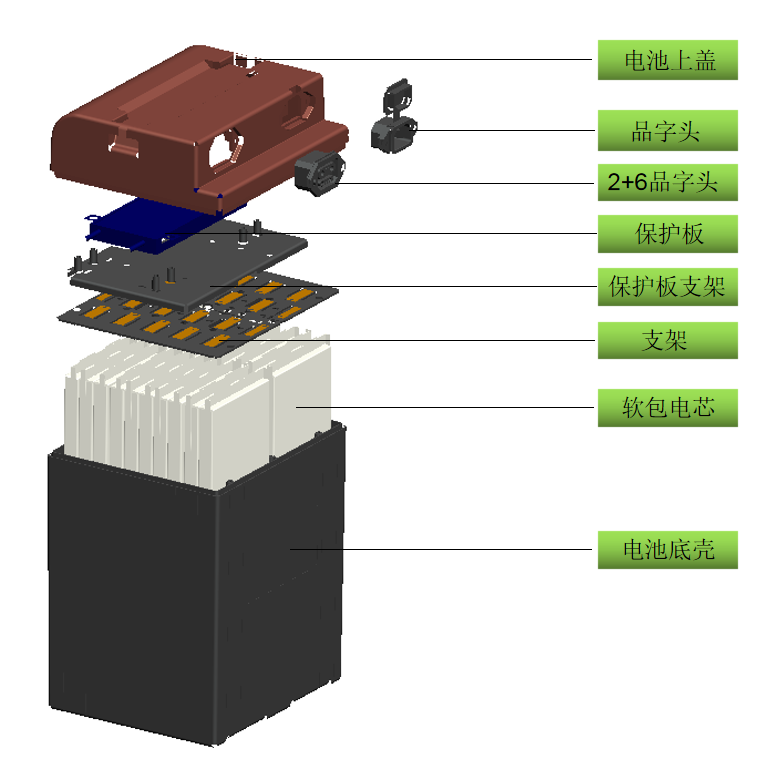 电池上盖
品字头
2+6品字头
保护板
保护板支架
支架
软包电芯
电池底壳